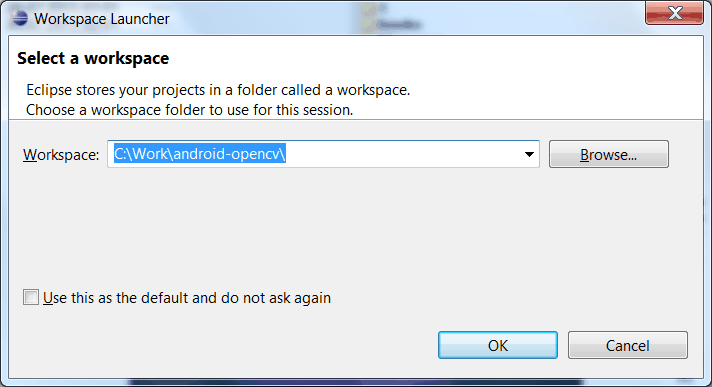 Workspace Launcher
Select a workspace
Eclipse stores your projects in a folder called a workspace.
Choose a workspace folder to use for this session.
Workspace: C:\Work\android-opencv\ Browse...
Use this as the default and do not ask again
OK Cancel